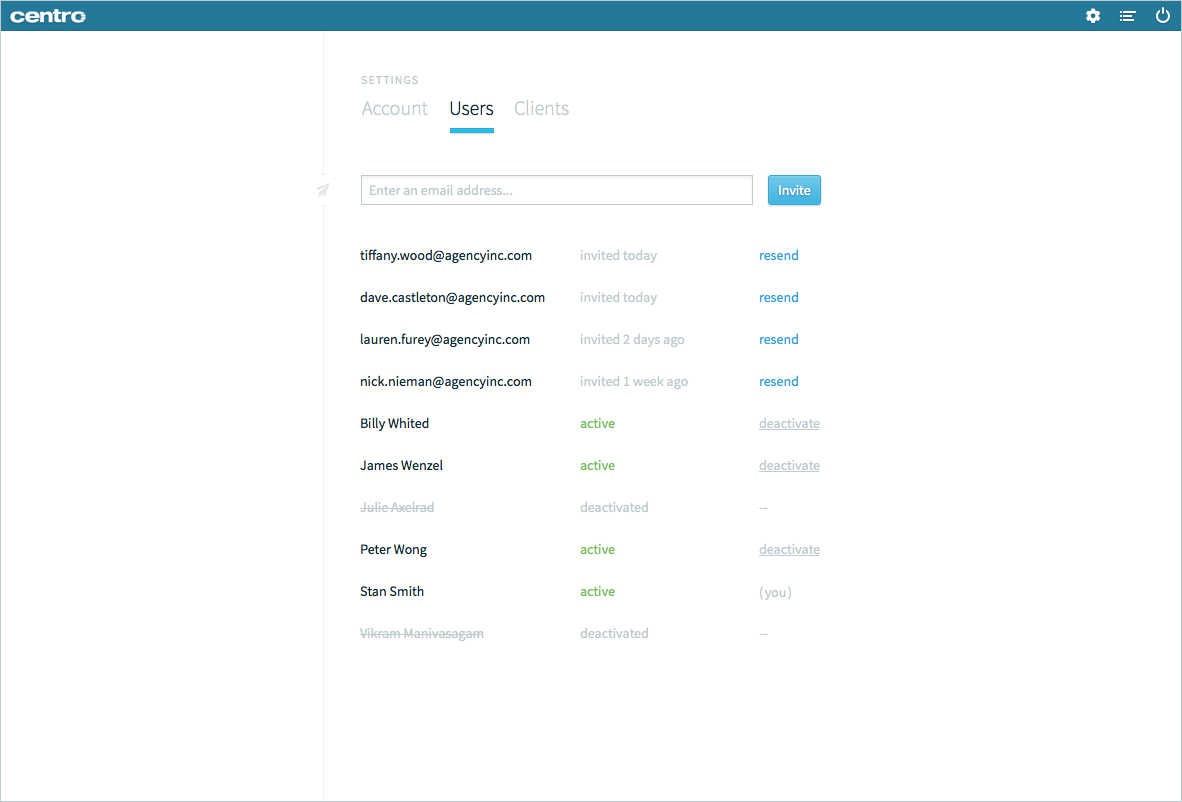 centro
SETTINGS
Account Users Clients
Enter an email address... Invite
tiffany.wood@agencyinc.com invited today resend
dave.castleton@agencyinc.com invited today resend
lauren.furey@agencyinc.com invited 2 days ago resend
nick.nieman@agencyinc.com invited 1 week ago resend
Billy Whited active deactivate
James Wenzel active deactivate
Julie Axelrad deactivated --
Peter Wong active deactivate
Stan Smith active (you)
Vikram Manivasagam deactivated --